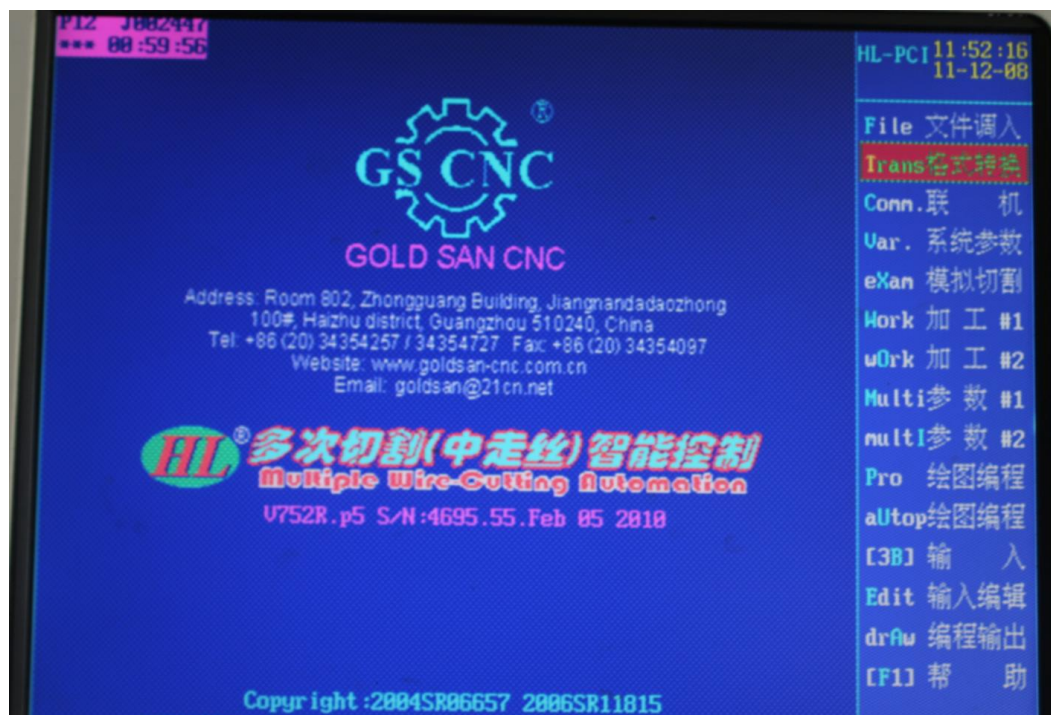 P12 J002447
*** 00:59:56
HL-PCI 11:52:16
11-12-08
GS CNC ®
GOLD SAN CNC
Address: Room 802, Zhongguang Building, Jiangnandadaozhong
100#, Haizhu district, Guangzhou 510240, China
Tel: +86 (20) 34354257 / 34354727 Fax: +86 (20) 34354097
Website: www.goldsan-cnc.com.cn
Email: goldsan@21cn.net
HL® 多次切割(中走丝)智能控制
Multiple Wire-Cutting Automation
V752R.p5 S/N:4695.55.Feb 05 2010
Copyright:2004SR06657 2006SR11815
File 文件调入
Trans格式转换
Comm.联 机
Var. 系统参数
eXam 模拟切割
Work 加 工 #1
wOrk 加 工 #2
Multi参 数 #1
multI参 数 #2
Pro 绘图编程
aUtop绘图编程
[3B] 输 入
Edit 输入编辑
drAw 编程输出
[F1] 帮 助